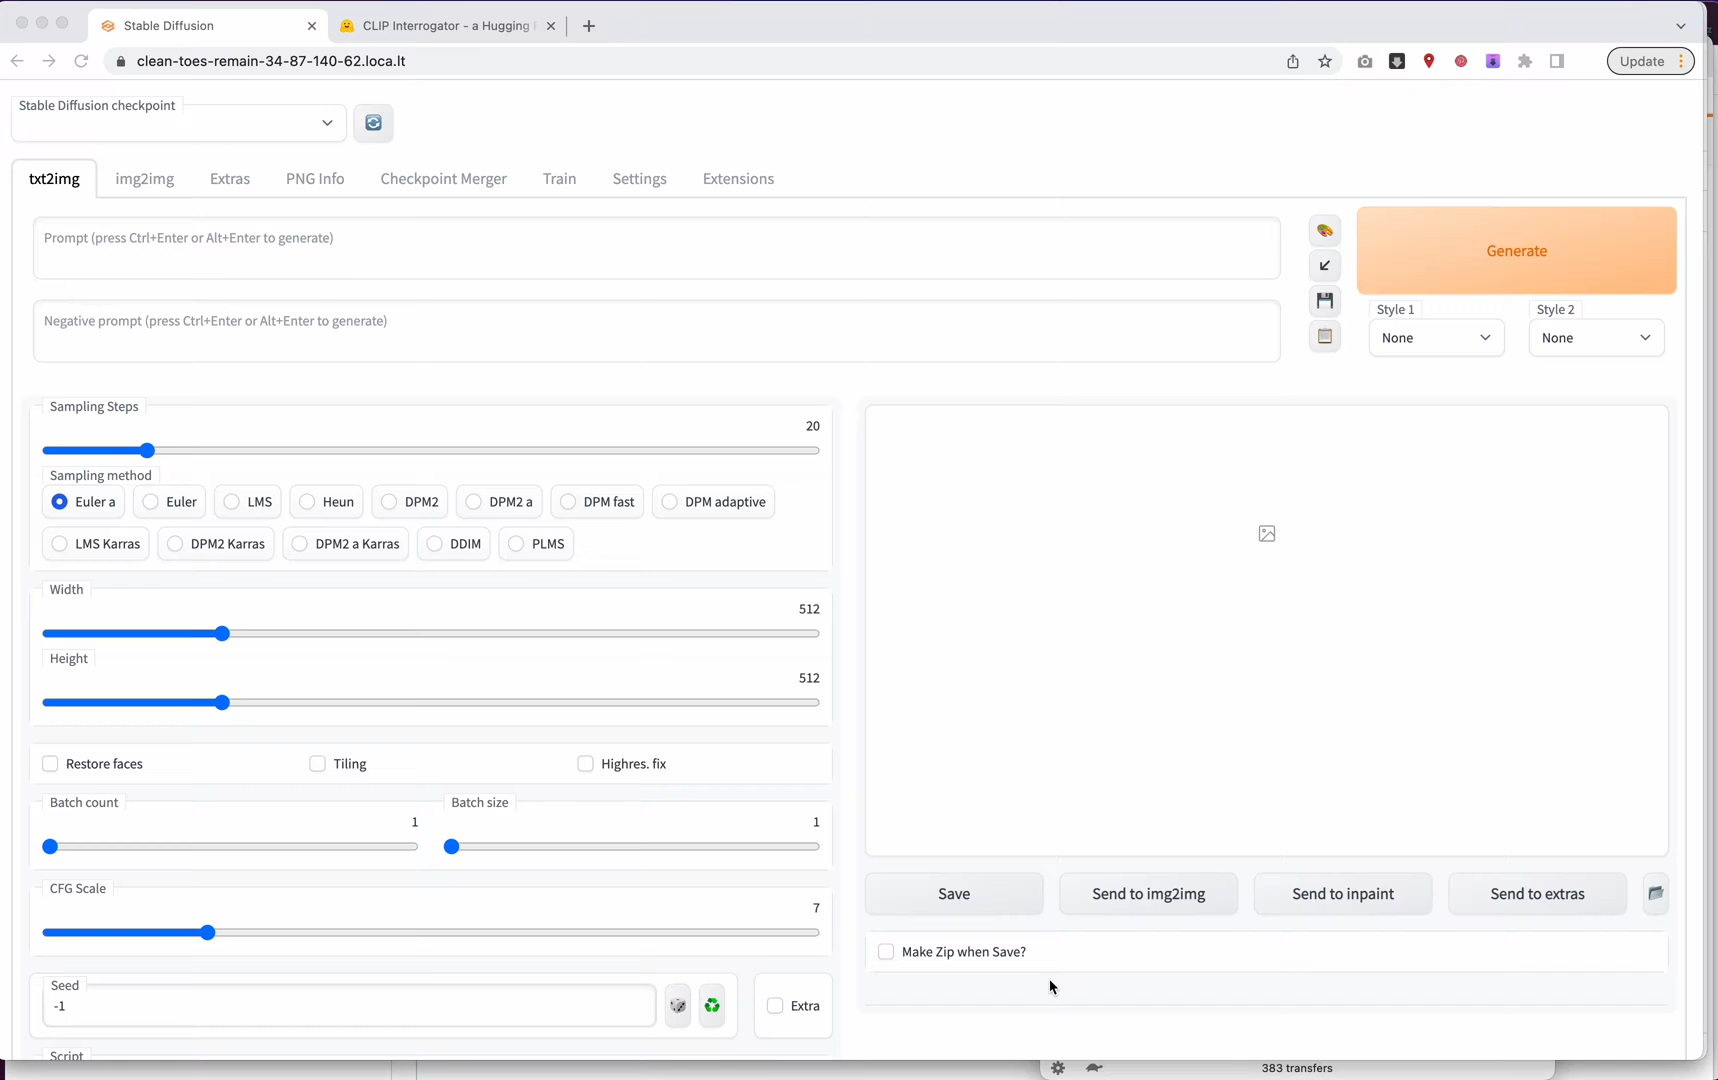 Stable Diffusion
CLIP Interrogator - a Hugging
clean-toes-remain-34-87-140-62.loca.lt
Update
Stable Diffusion checkpoint
txt2img
img2img
Extras
PNG Info
Checkpoint Merger
Train
Settings
Extensions
Prompt (press Ctrl+Enter or Alt+Enter to generate)
Generate
Negative prompt (press Ctrl+Enter or Alt+Enter to generate)
Style 1
Style 2
None
None
Sampling Steps
20
Sampling method
Euler a
Euler
LMS
Heun
DPM2
DPM2 a
DPM fast
DPM adaptive
LMS Karras
DPM2 Karras
DPM2 a Karras
DDIM
PLMS
Width
512
Height
512
Restore faces
Tiling
Highres. fix
Batch count
Batch size
1
1
CFG Scale
7
Save
Send to img2img
Send to inpaint
Send to extras
Make Zip when Save?
Seed
-1
Extra
Script
383 transfers